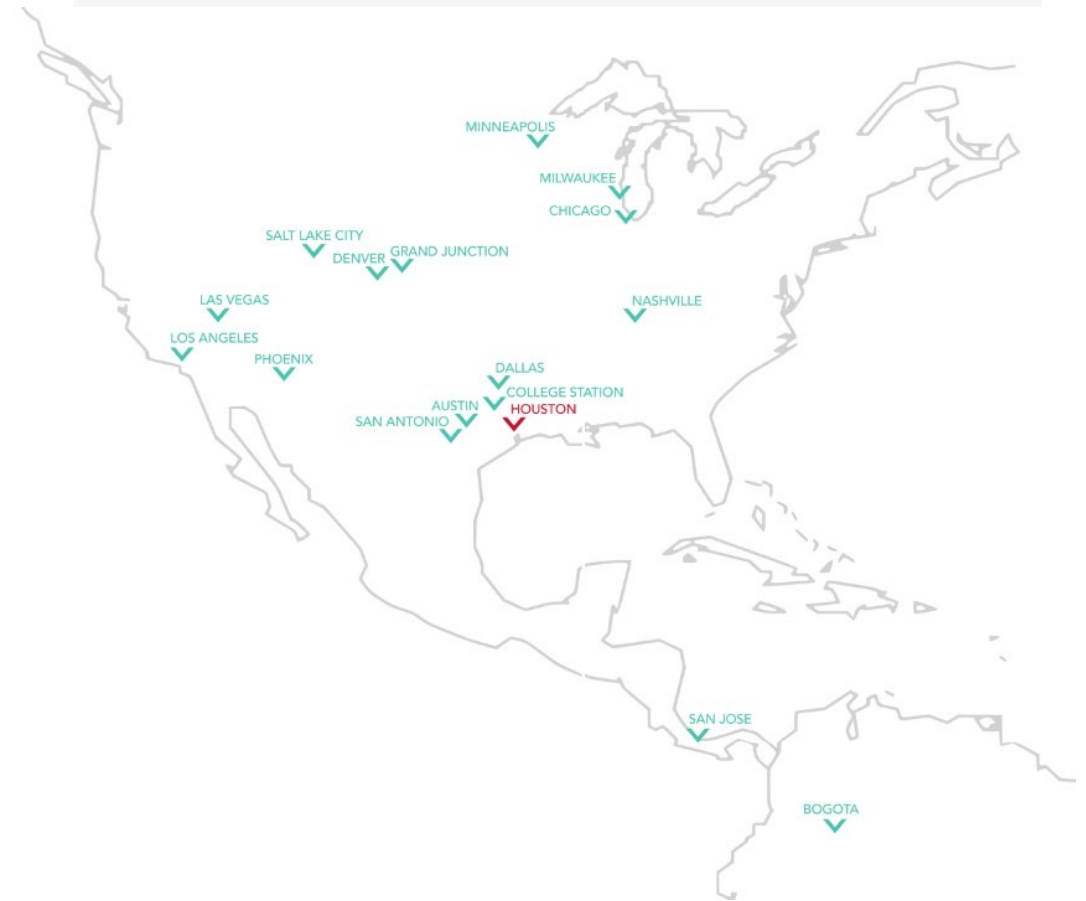 MINNEAPOLIS
MILWAUKEE
CHICAGO
SALT LAKE CITY
GRAND JUNCTION
DENVER
LAS VEGAS
NASHVILLE
LOS ANGELES
PHOENIX
DALLAS
COLLEGE STATION
AUSTIN
HOUSTON
SAN ANTONIO
SAN JOSE
BOGOTA